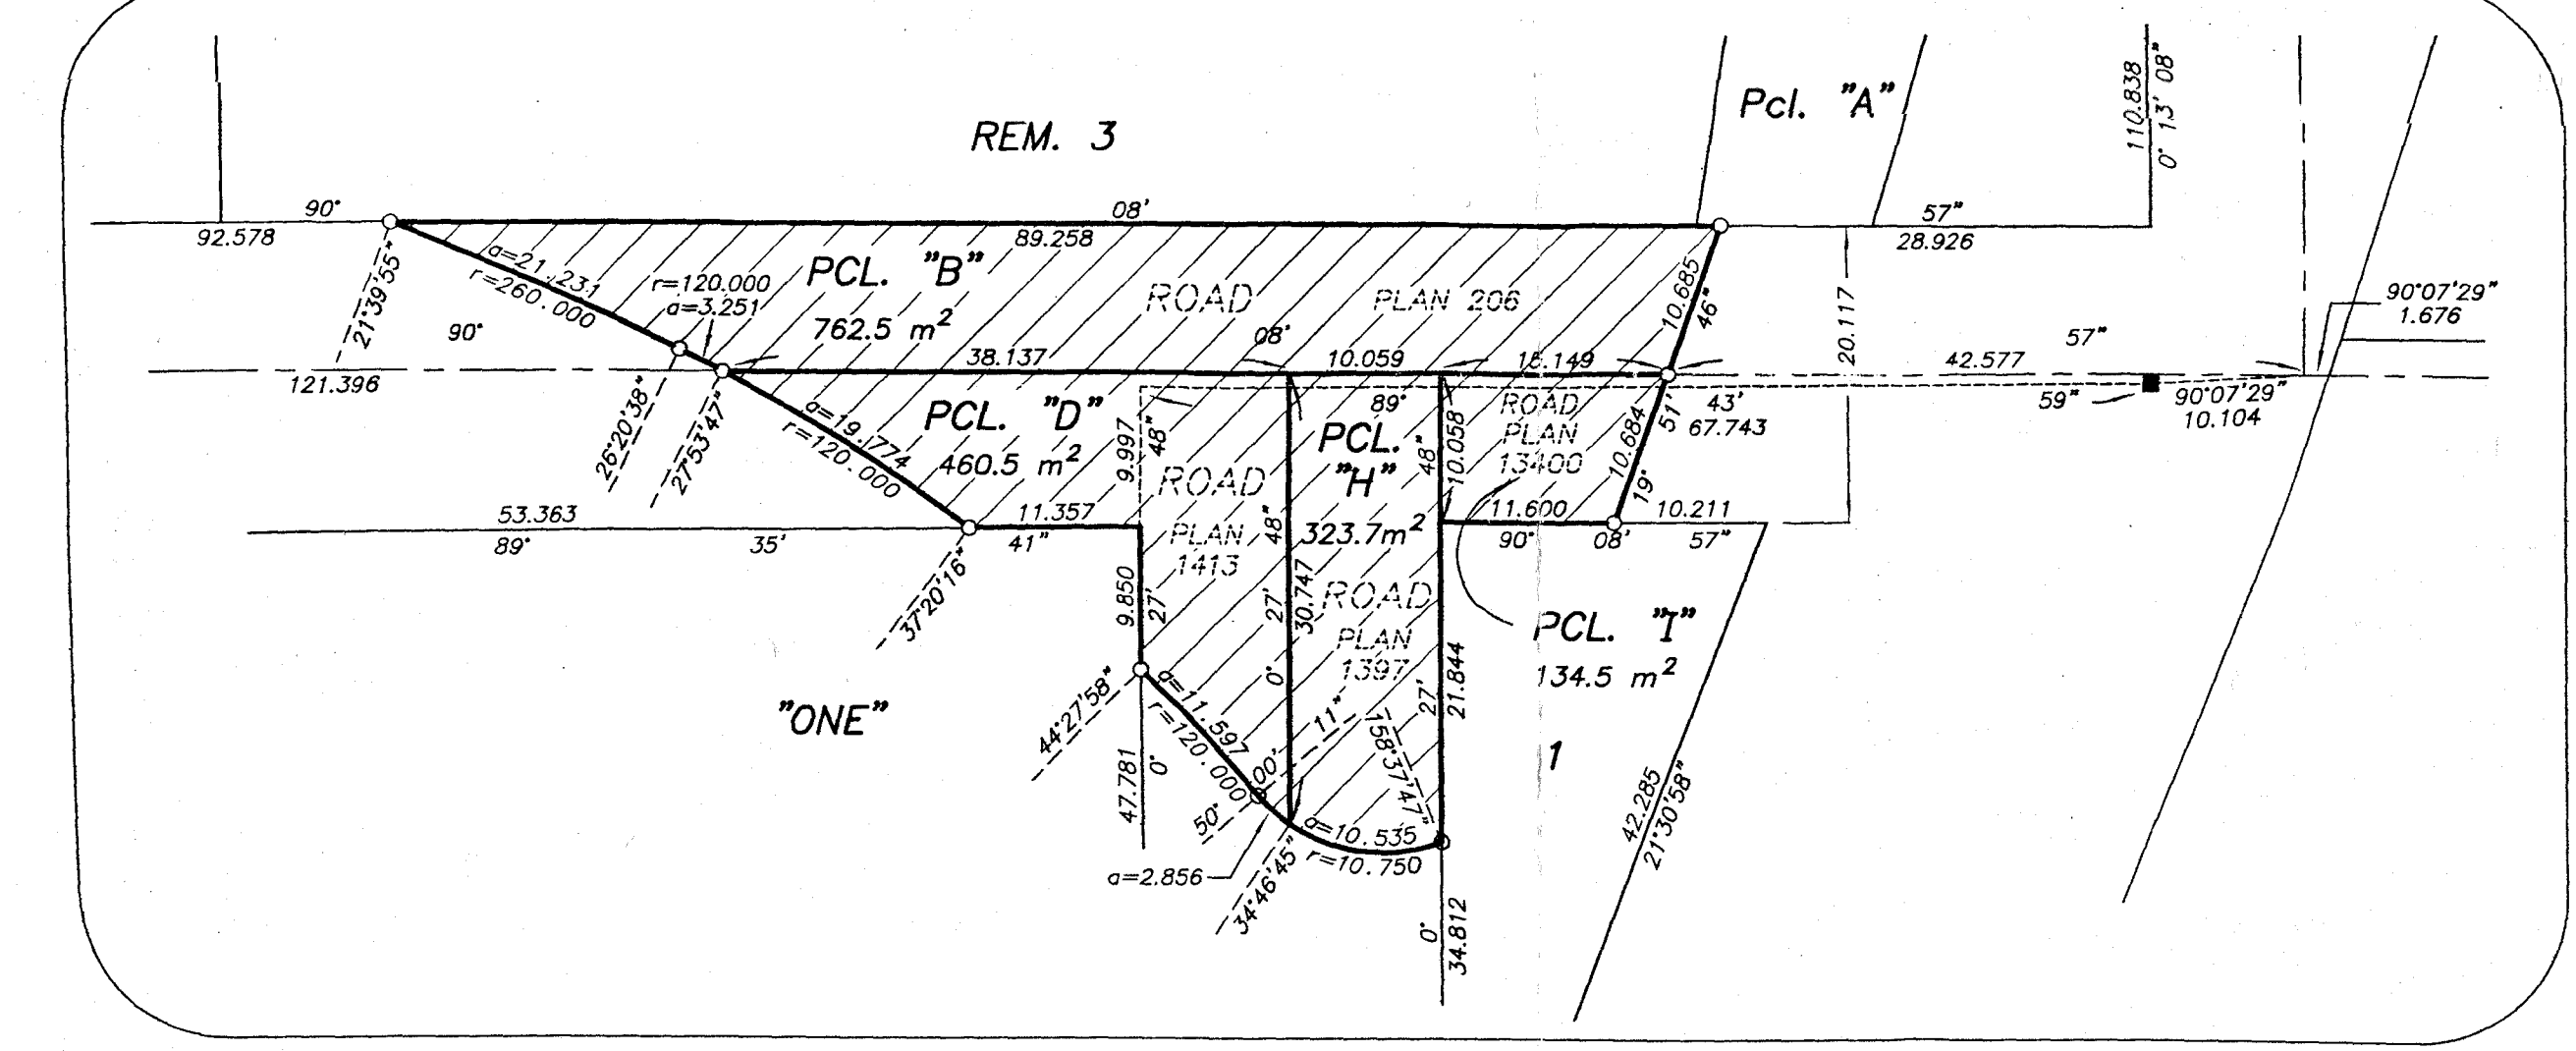 REM. 3
Pcl. "A"
110.838
0° 13' 08"
90°
92.578
08'
89.258
57"
28.926
21°39'55"
a=21.231
r=260.000
r=120.000
a=3.251
PCL. "B"
762.5 m²
ROAD
PLAN 206
10.685
46"
20.117
90°07'29"
1.676
90°
121.396
38.137
08'
10.059
15.149
42.577
57"
26°20'38"
27°53'47"
a=19.774
r=120.000
PCL. "D"
460.5 m²
9.997
48"
89°
PCL.
"H"
323.7m²
48"
10.058
ROAD
PLAN
13400
10.684
51'
19°
43'
67.743
59"
90°07'29"
10.104
53.363
89°
35'
41"
11.357
37°20'16"
ROAD
PLAN
1413
48"
27'
30.747
0°
ROAD
PLAN
1397
11.600
10.211
90°
08'
57"
9.850
27'
PCL. "I"
134.5 m²
"ONE"
44°27'58"
47.781
0°
a=11.597
r=120.000
50°
00'
11"
158°37'47"
27'
21.844
1
a=2.856
34°46'45"
a=10.535
r=10.750
42.285
21°30'58"
0°
34.812